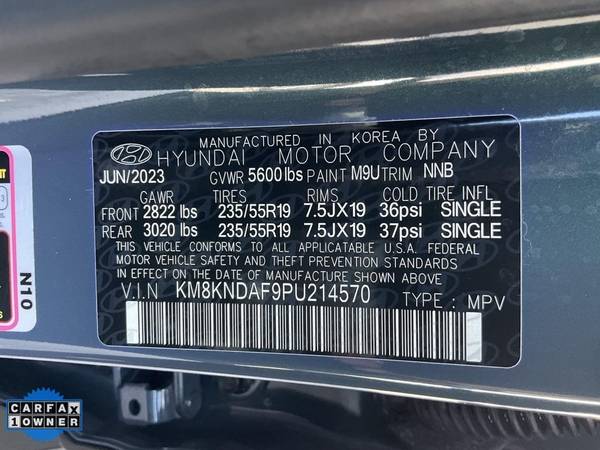 MANUFACTURED IN KOREA BY
HYUNDAI MOTOR COMPANY
JUN/2023 GVWR 5600 lbs PAINT M9U TRIM NNB
GAWR TIRES RIMS COLD TIRE INFL
FRONT 2822 lbs 235/55R19 7.5JX19 36psi SINGLE
REAR 3020 lbs 235/55R19 7.5JX19 37psi SINGLE
THIS VEHICLE CONFORMS TO ALL APPLICATABLE U.S.A. FEDERAL
MOTOR VEHICLE SAFETY AND THEFT PREVENTION STANDARDS
IN EFFECT ON THE DATE OF MANUFACTURE SHOWN ABOVE
V.I.N KM8KNDAF9PU214570 TYPE : MPV
N10
CARFAX
1 OWNER